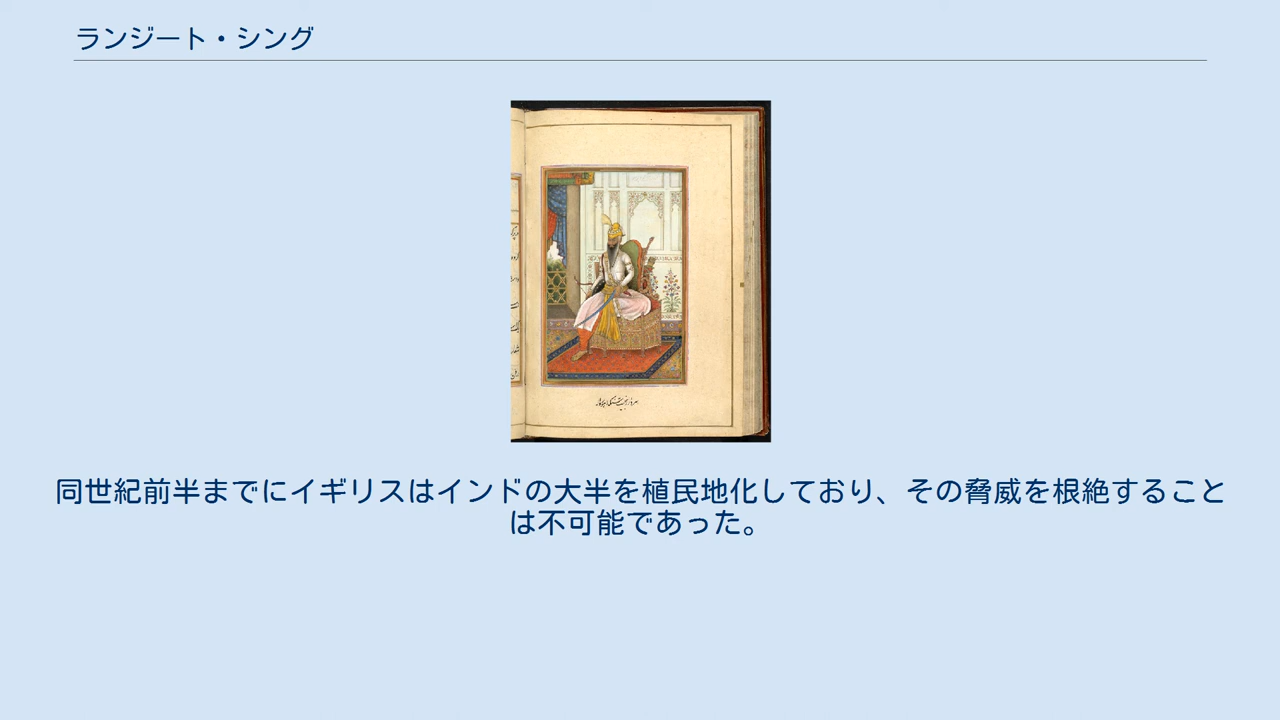 ランジート・シング
同世紀前半までにイギリスはインドの大半を植民地化しており、その脅威を根絶すること
は不可能であった。